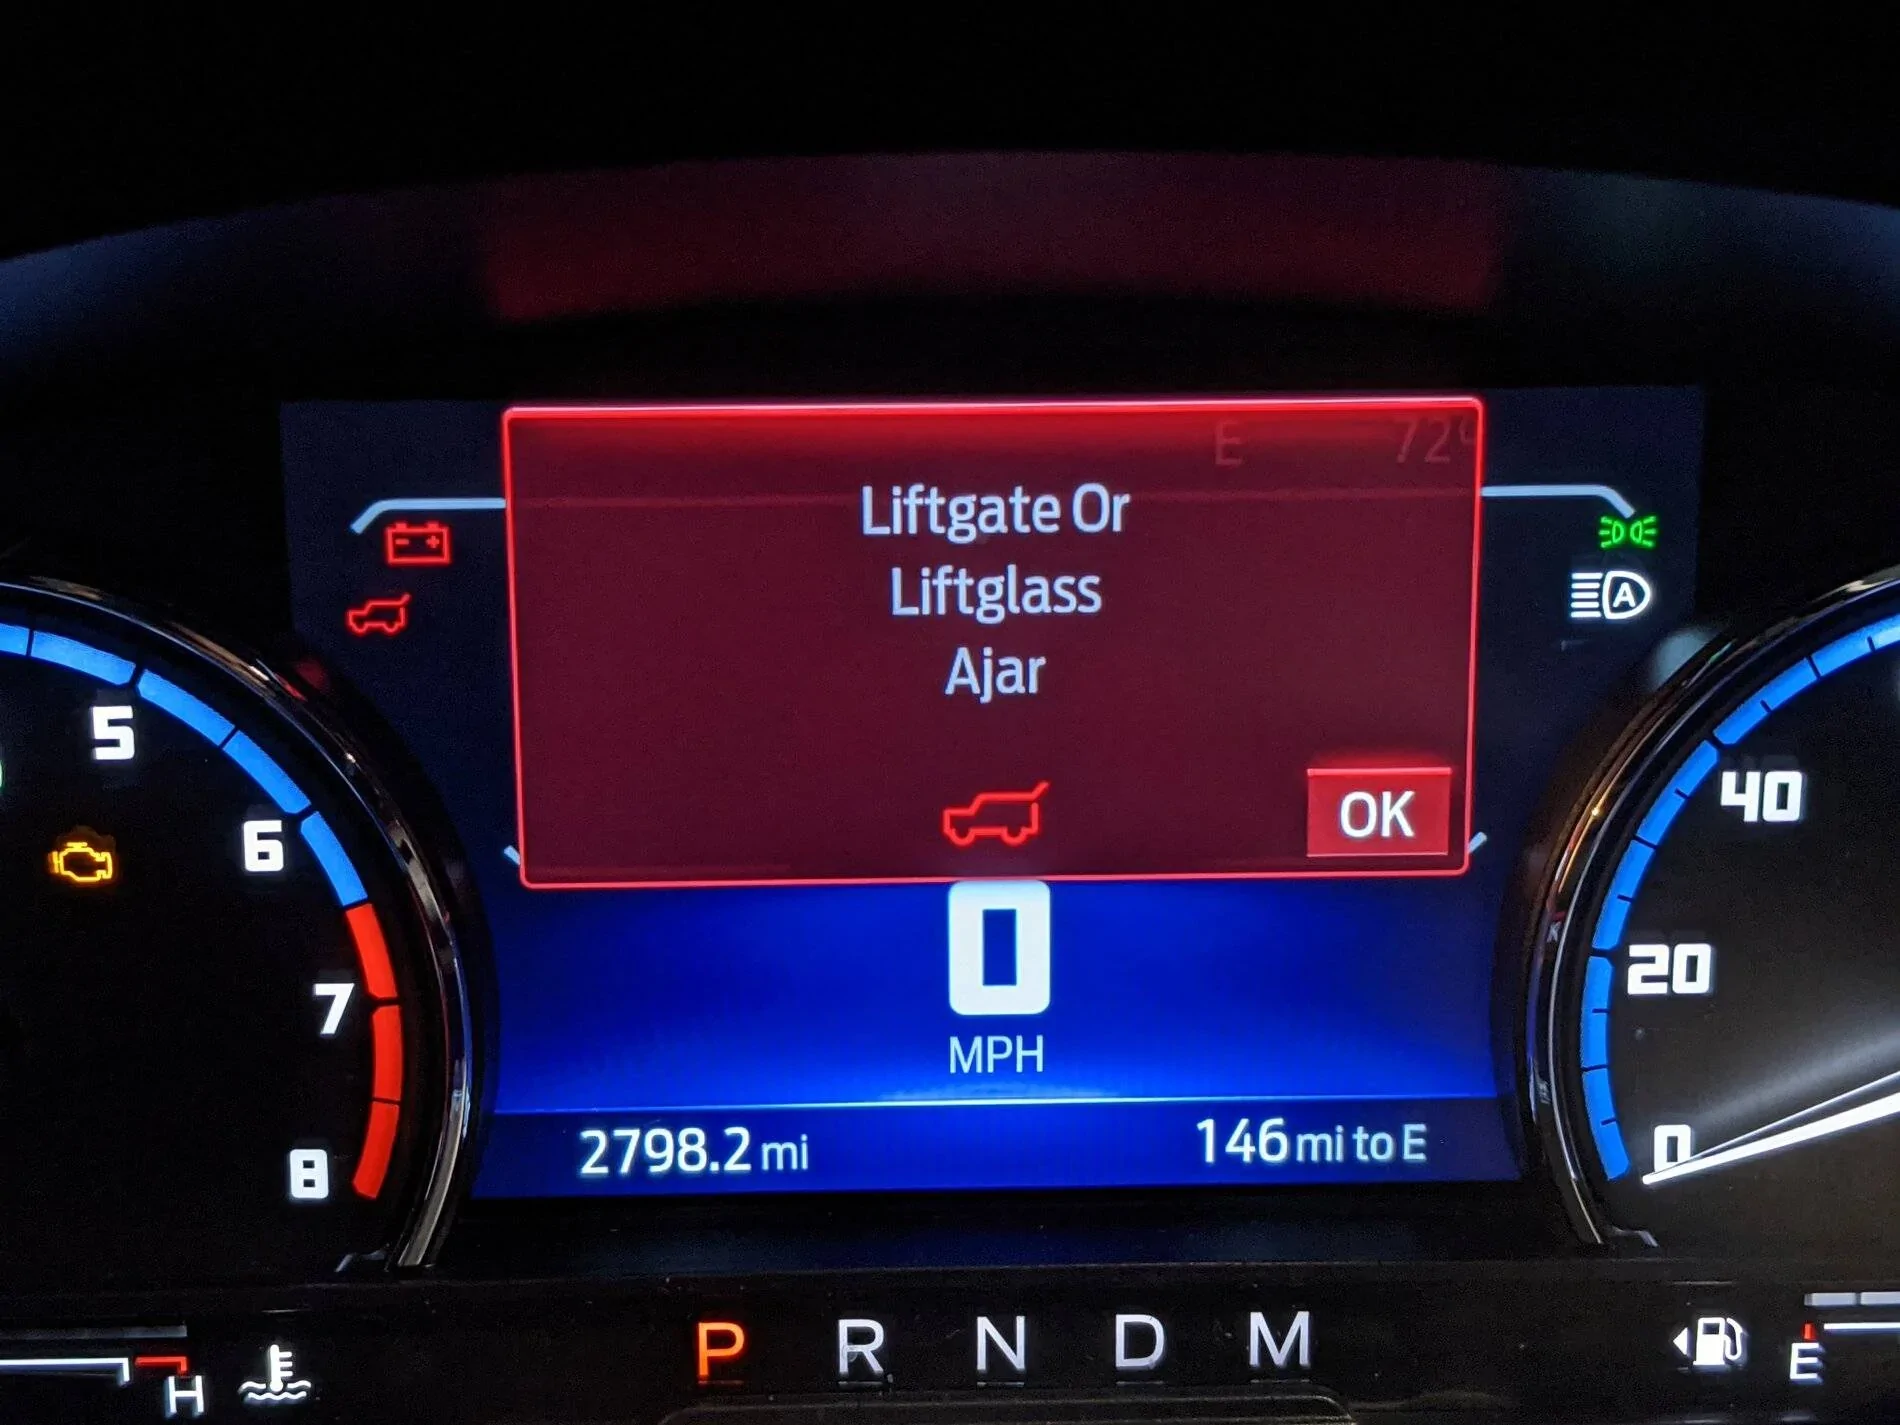 E 72°
Liftgate Or
Liftglass
Ajar
OK
A
5
6
7
8
40
20
0
0
MPH
2798.2 mi
146 mi to E
P R N D M
H
E